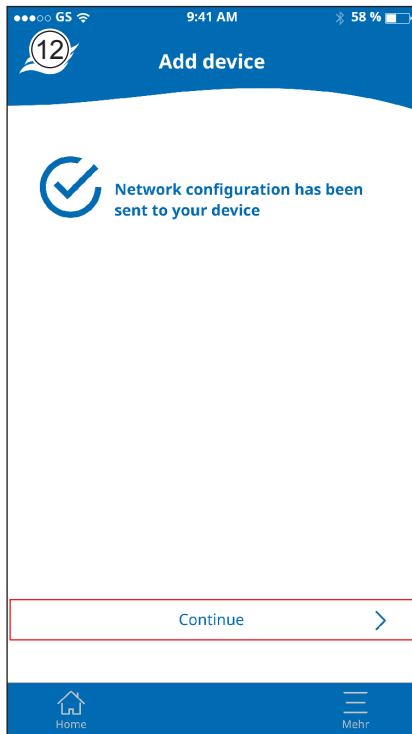 GS 9:41 AM 58 %
12
Add device
Network configuration has been
sent to your device
Continue
Home Mehr